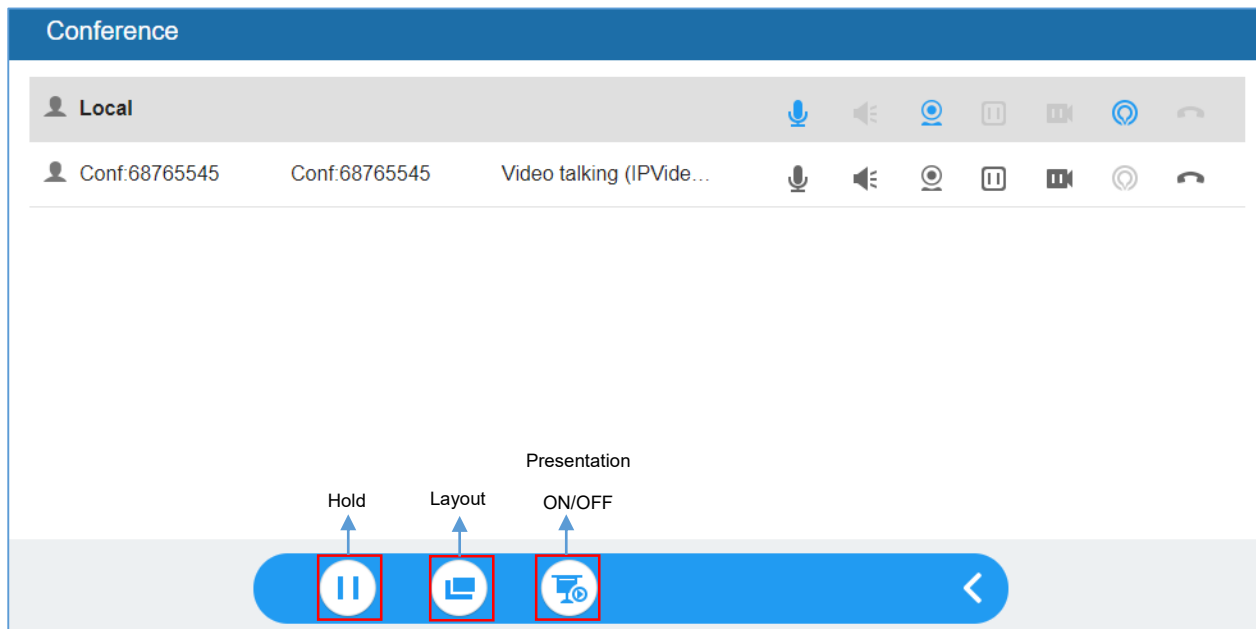 Conference
Local
Conf:68765545 Conf:68765545 Video talking (IPVide...
Presentation
Hold Layout ON/OFF